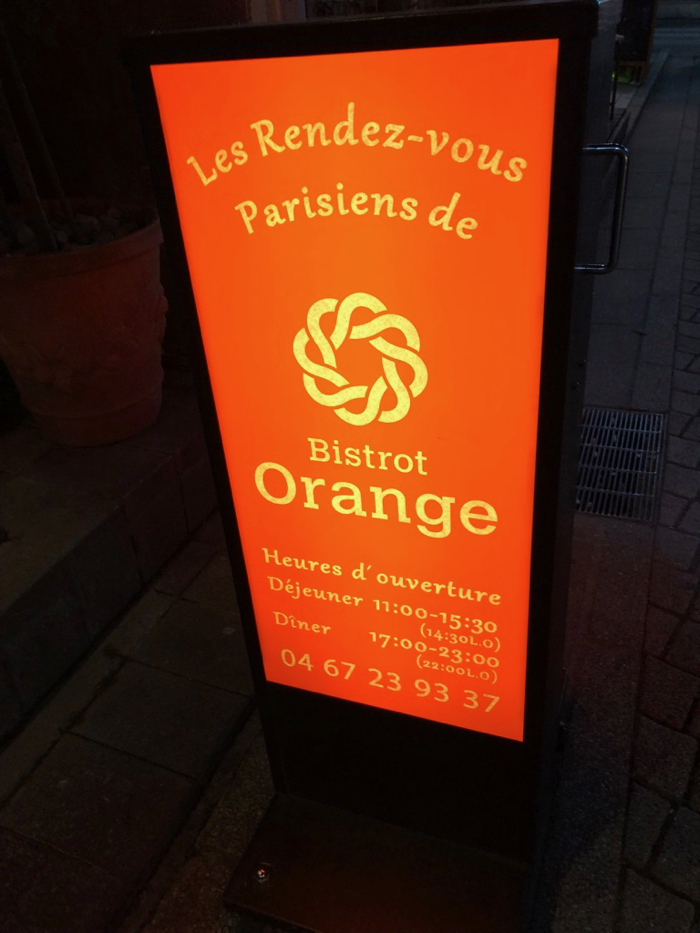 Les Rendez-vous
Parisiens de
Bistrot
Orange
Heures d'ouverture
Déjeuner 11:00-15:30
(14:30L.O)
Dîner 17:00-23:00
(22:00L.O)
04 67 23 93 37